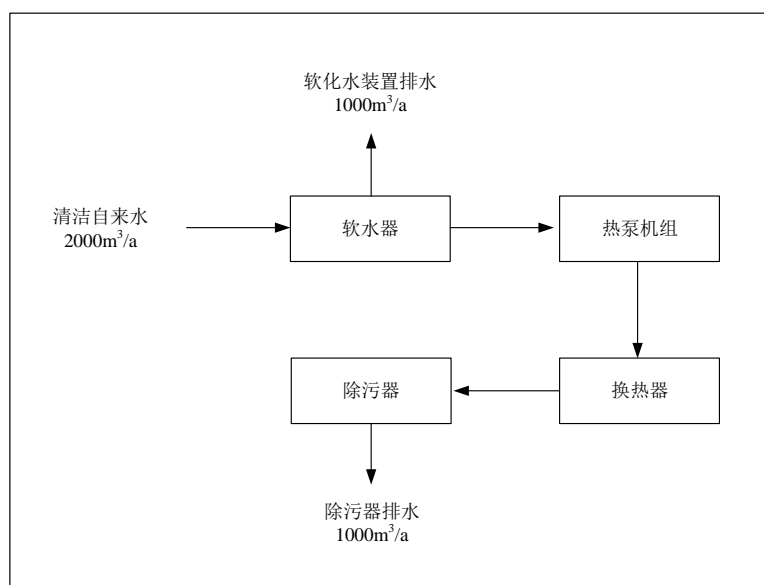 软化水装置排水
1000m³/a
清洁自来水
2000m³/a
软水器
热泵机组
除污器
换热器
除污器排水
1000m³/a